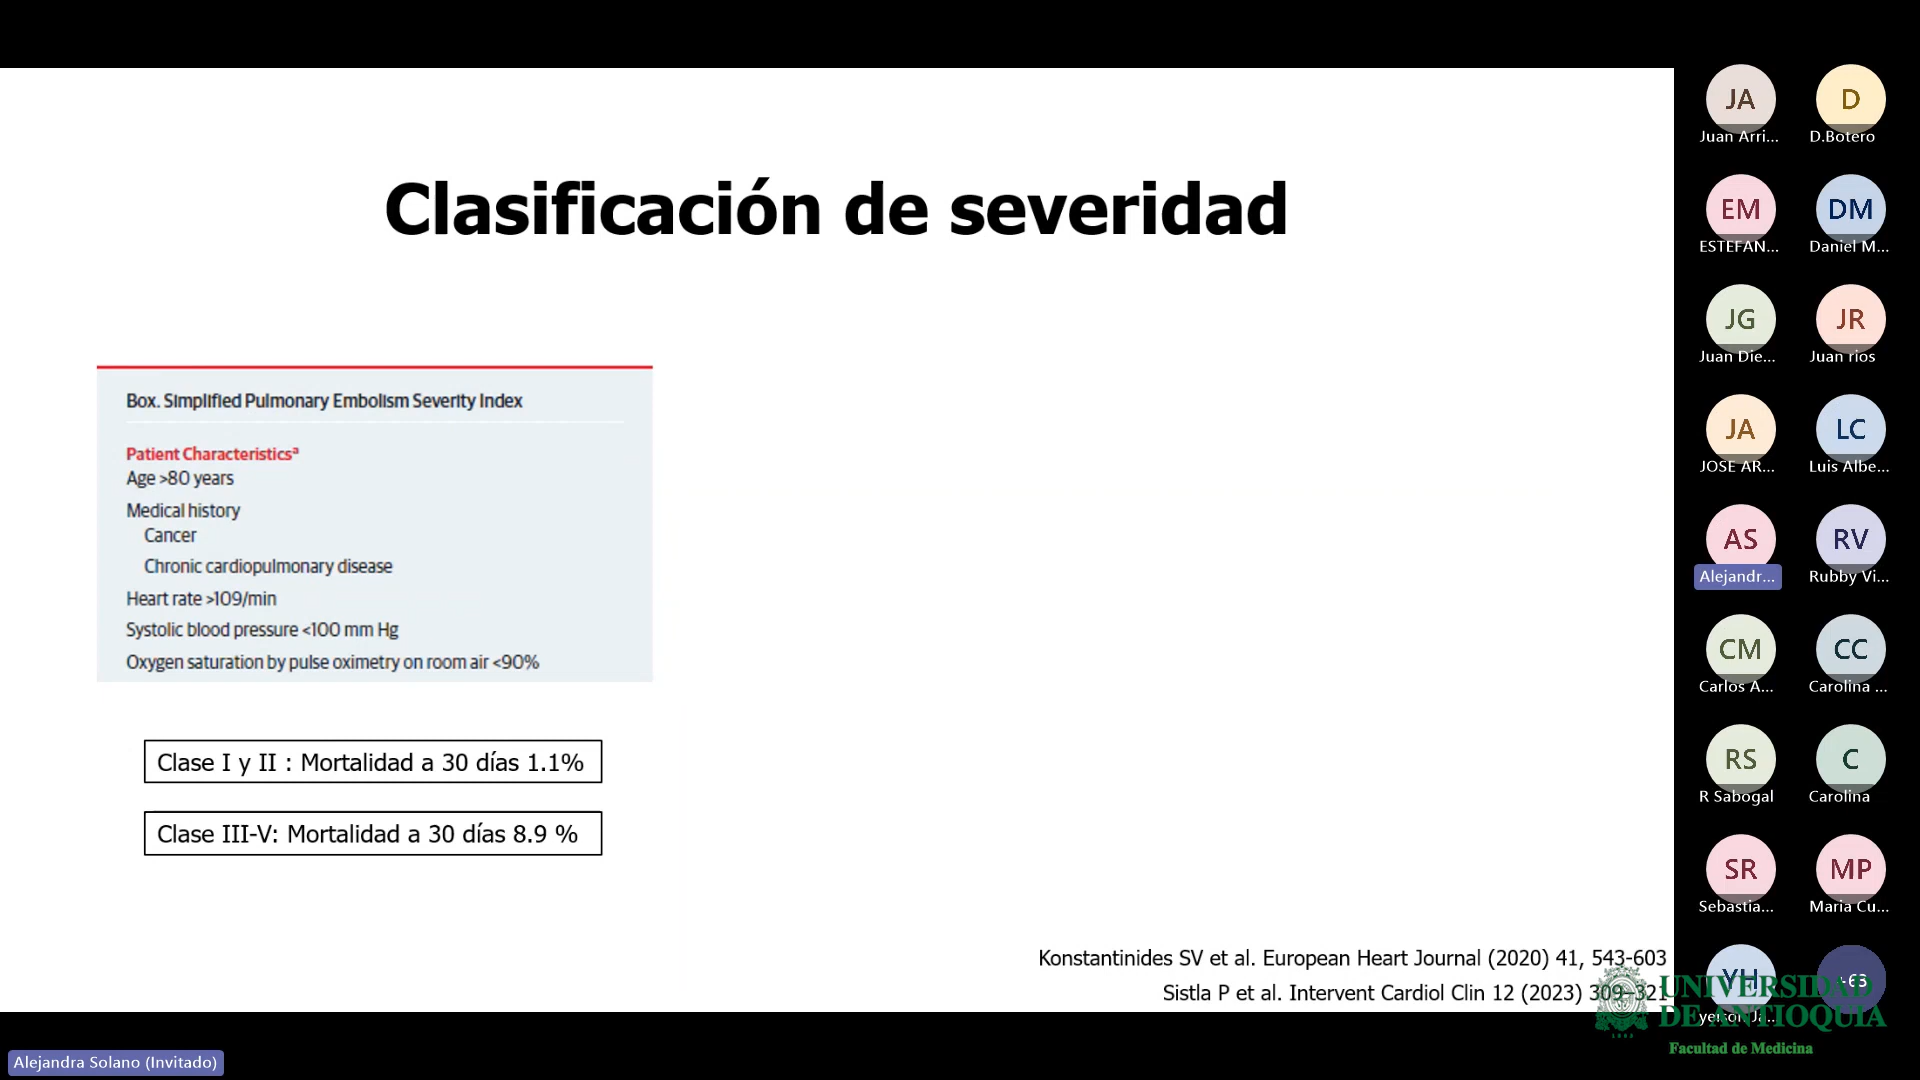 Clasificación de severidad
Box. Simplified Pulmonary Embolism Severity Index
Patient Characteristicsª
Age >80 years
Medical history
Cancer
Chronic cardiopulmonary disease
Heart rate >109/min
Systolic blood pressure <100 mm Hg
Oxygen saturation by pulse oximetry on room air <90%
Clase I y II : Mortalidad a 30 días 1.1%
Clase III-V: Mortalidad a 30 días 8.9 %
Konstantinides SV et al. European Heart Journal (2020) 41, 543-603
Sistla P et al. Intervent Cardiol Clin 12 (2023) 309–321
Alejandra Solano (Invitado)
JA D
Juan Arri... D.Botero
EM DM
ESTEFAN... Daniel M...
JG JR
Juan Die... Juan rios
JA LC
JOSE AR... Luis Albe...
AS RV
Alejandr... Rubby Vi...
CM CC
Carlos A... Carolina ...
RS C
R Sabogal Carolina
SR MP
Sebastia... Maria Cu...
YH +63
UNIVERSIDAD
DE ANTIOQUIA
Facultad de Medicina